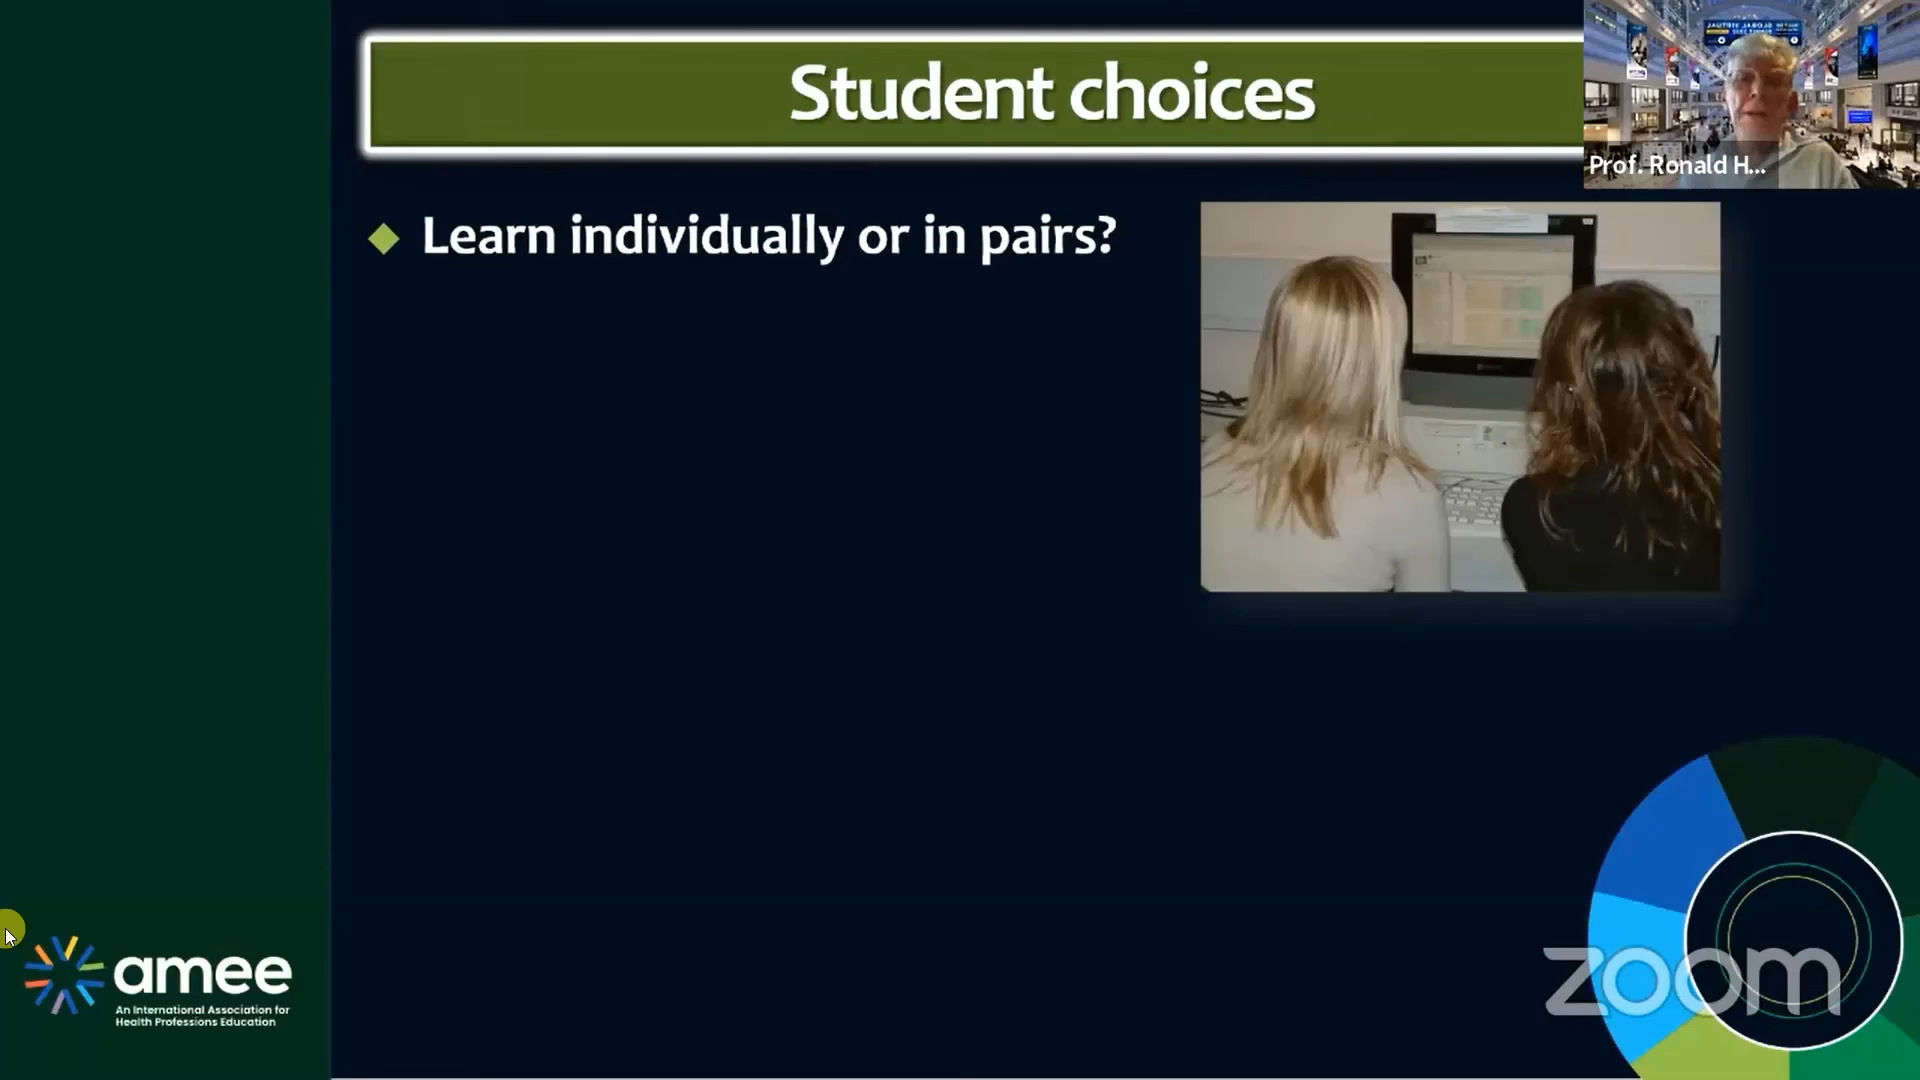 Student choices
Prof. Ronald H...
Learn individually or in pairs?
amee
An International Association for
Health Professions Education
zoom